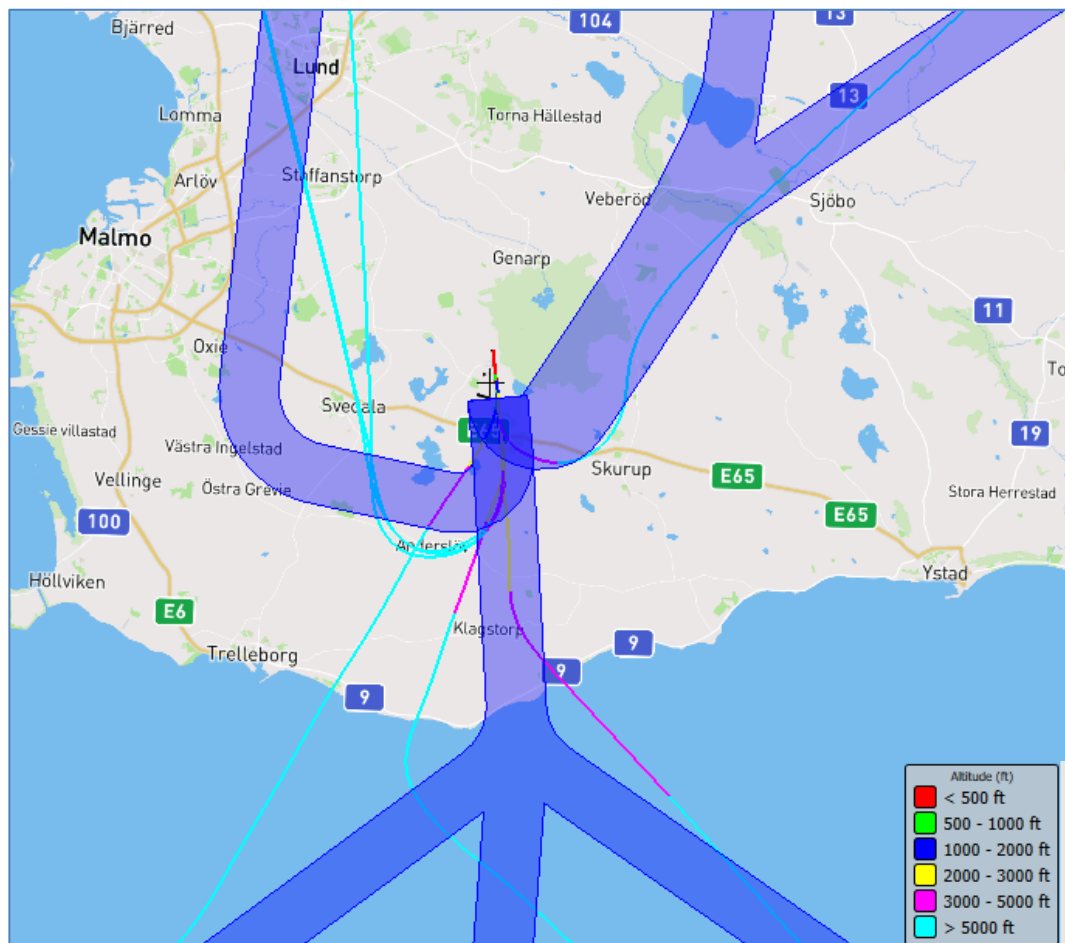 Bjärred
104
13
Lund
Lomma
Torna Hällestad
13
Arlöv
Staffanstorp
Veberöd
Sjöbo
Malmo
Genarp
11
Oxie
To
Svedala
Gessie villastad
Västra Ingelstad
E65
19
Skurup
Vellinge
Östra Grevie
E65
Stora Herrestad
100
E65
Anderslöv
Höllviken
Ystad
E6
Klagstorp
9
Trelleborg
9
9
Altitude (ft)
< 500 ft
500 - 1000 ft
1000 - 2000 ft
2000 - 3000 ft
3000 - 5000 ft
> 5000 ft